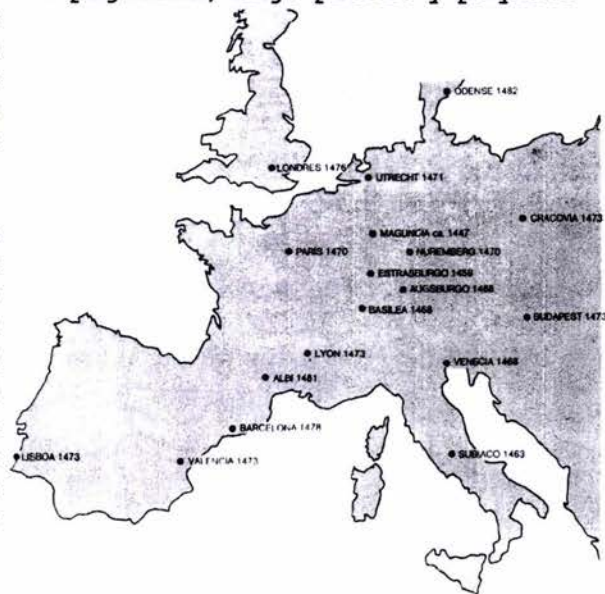 ODENSE 1482
LONDRES 1476
UTRECHT 1471
CRACOVIA 1473
MAGUNCIA ca. 1447
PARIS 1470
NUREMBERG 1470
ESTRASBURGO 1459
AUGSBURGO 1468
BASILEA 1468
BUDAPEST 1473
LYON 1473
VENECIA 1468
ALBI 1481
BARCELONA 1478
LISBOA 1473
VALENCIA 1473
SUBIACO 1463